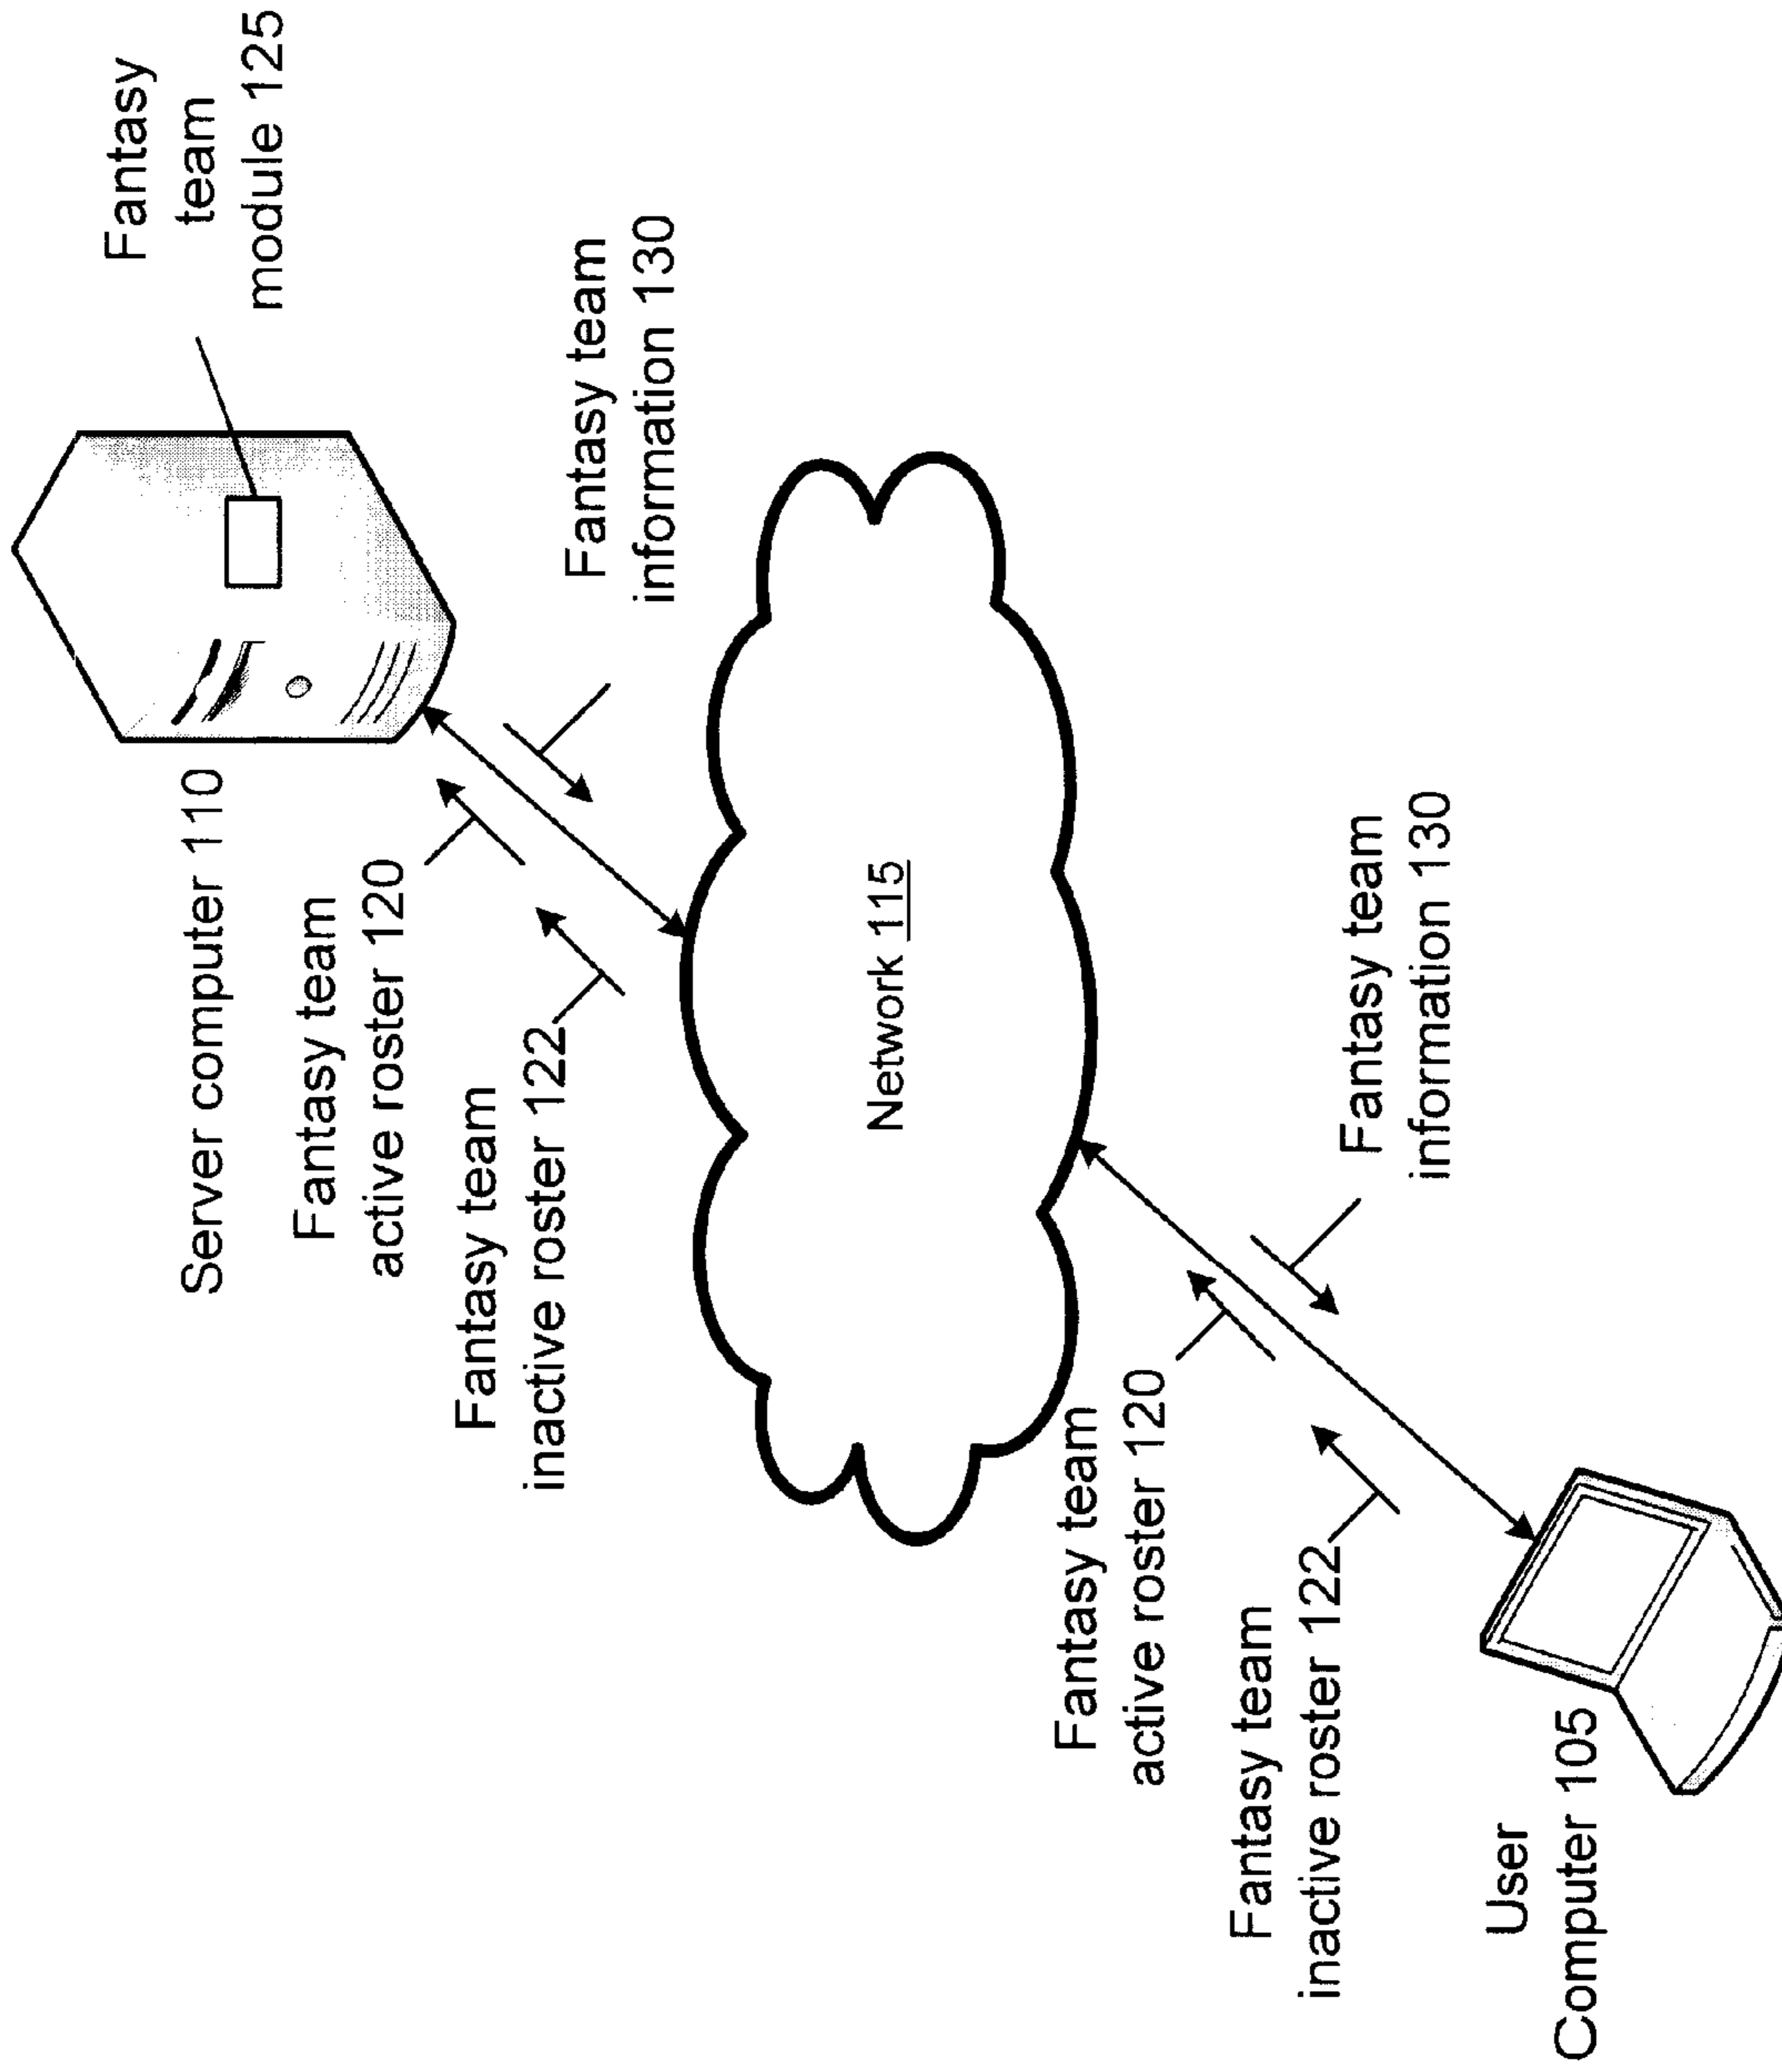 Fantasy
team
module 125
Server computer 110
Fantasy team
information 130
Fantasy team
active roster 120
Fantasy team
inactive roster 122
Network 115
Fantasy team
information 130
Fantasy team
active roster 120
Fantasy team
inactive roster 122
User
Computer 105